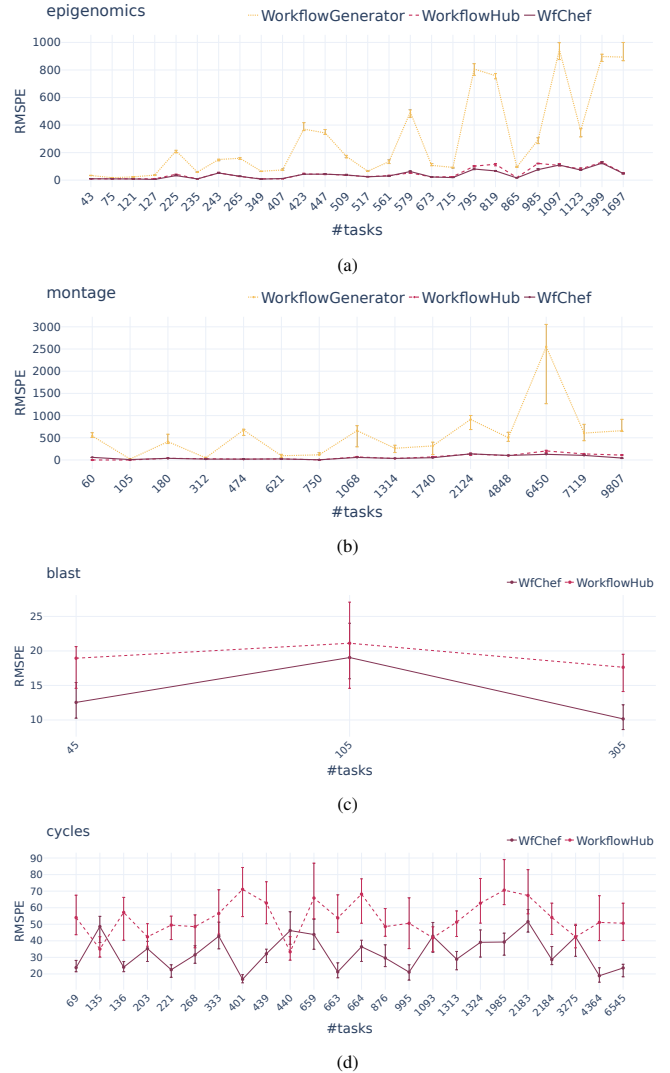 epigenomics
WorkflowGenerator WorkflowHub WfChef
1000
800
600
400
200
0
RMSPE
43 75 121 127 225 235 243 265 349 407 423 447 509 517 561 579 673 715 795 819 865 985 1097 1123 1399 1697
#tasks
(a)
montage
WorkflowGenerator WorkflowHub WfChef
3000
2500
2000
1500
1000
500
0
RMSPE
60 105 180 312 474 621 750 1068 1314 1740 2124 4848 6450 7119 9807
#tasks
(b)
blast
WfChef WorkflowHub
25
20
15
10
RMSPE
45 105 305
#tasks
(c)
cycles
WfChef WorkflowHub
90
80
70
60
50
40
30
20
RMSPE
69 135 136 203 221 268 333 401 439 440 659 663 664 876 995 1093 1313 1324 1985 2183 2184 3275 4364 6545
#tasks
(d)